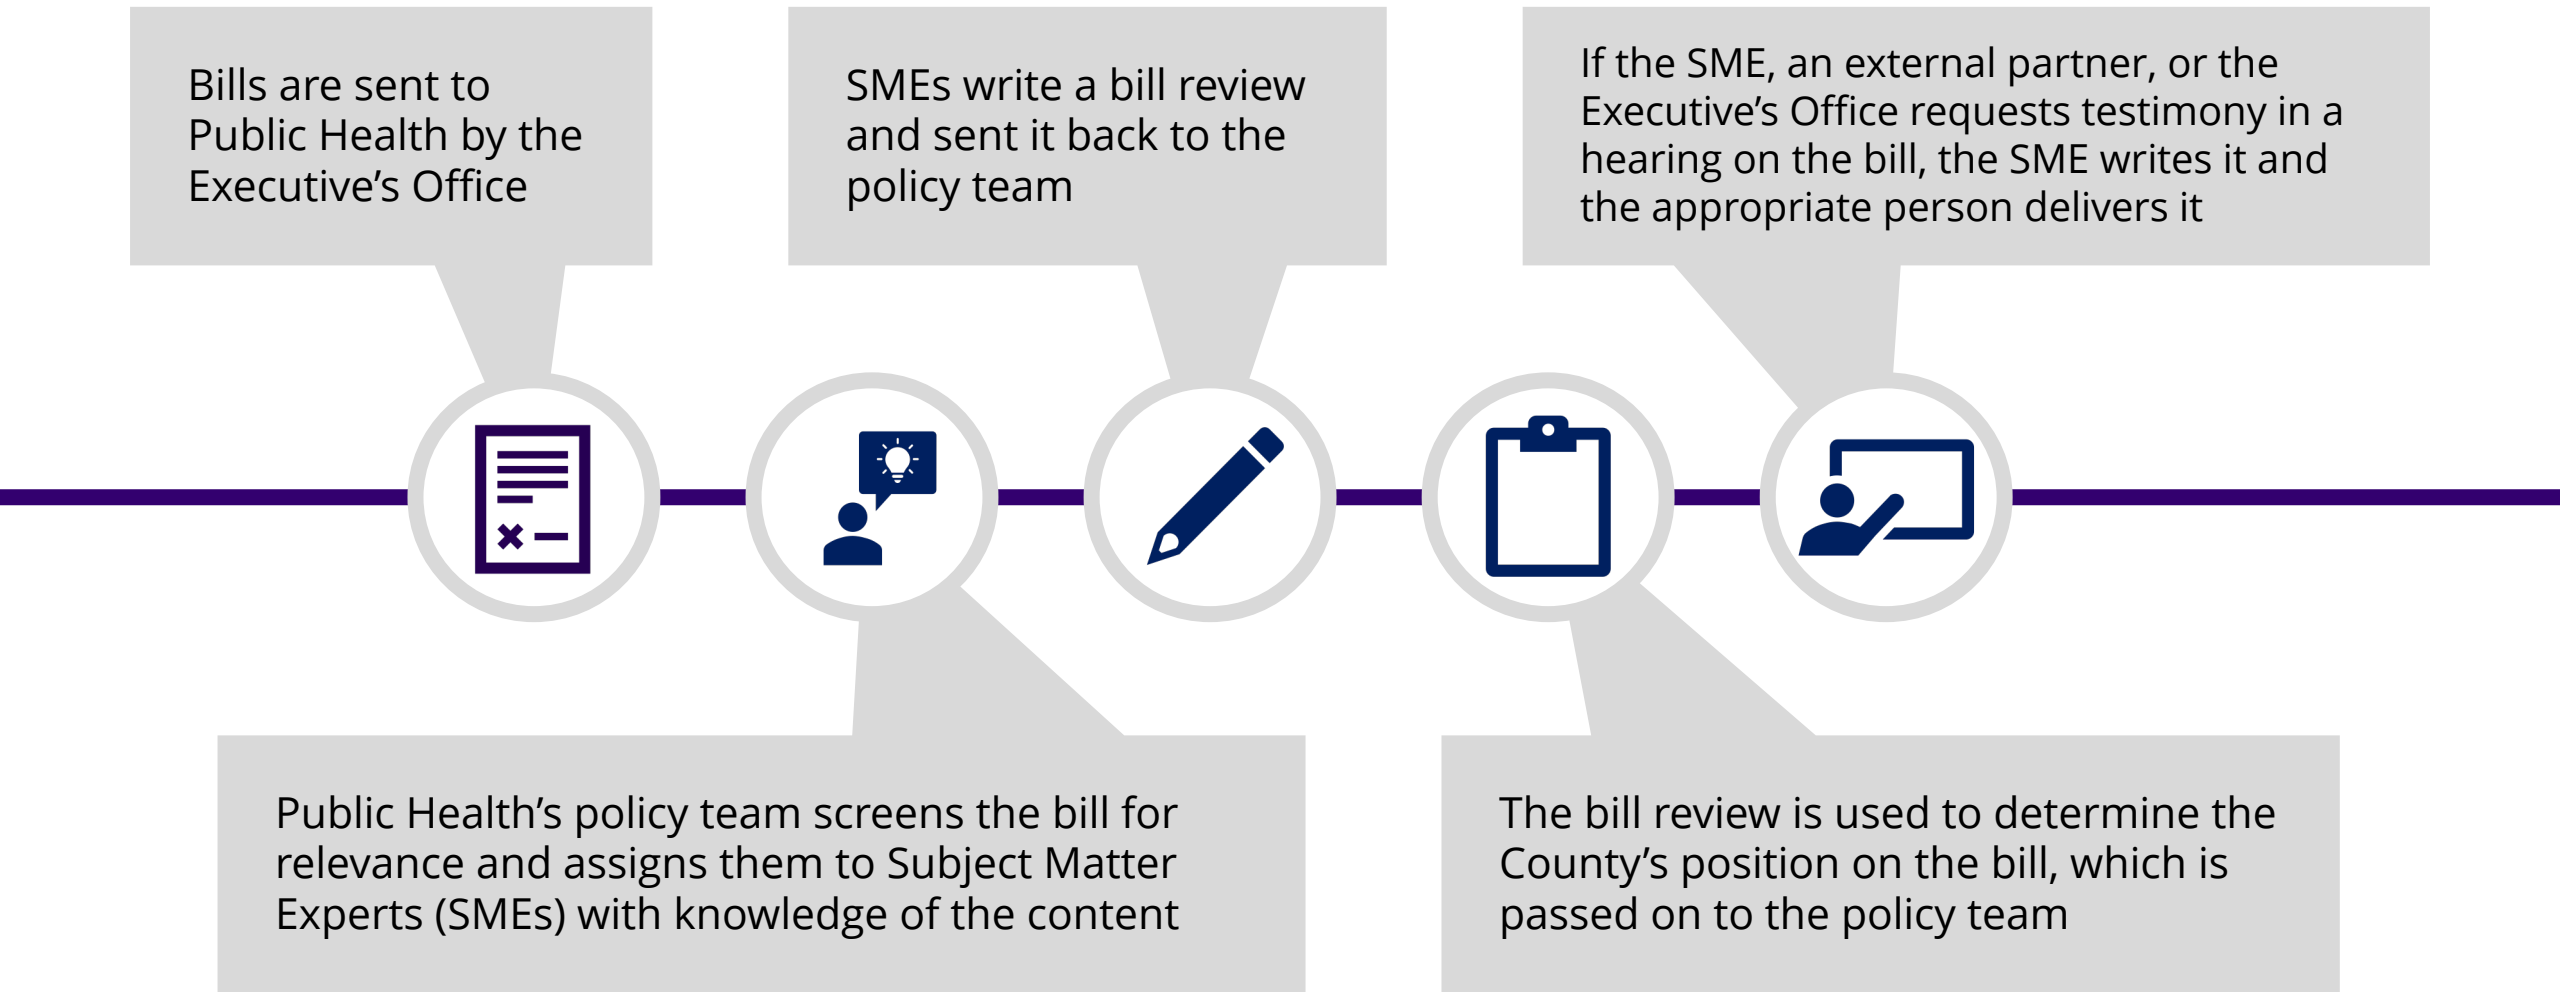 Bills are sent to
Public Health by the
Executive’s Office
SMEs write a bill review
and sent it back to the
policy team
If the SME, an external partner, or the
Executive’s Office requests testimony in a
hearing on the bill, the SME writes it and
the appropriate person delivers it
Public Health’s policy team screens the bill for
relevance and assigns them to Subject Matter
Experts (SMEs) with knowledge of the content
The bill review is used to determine the
County’s position on the bill, which is
passed on to the policy team